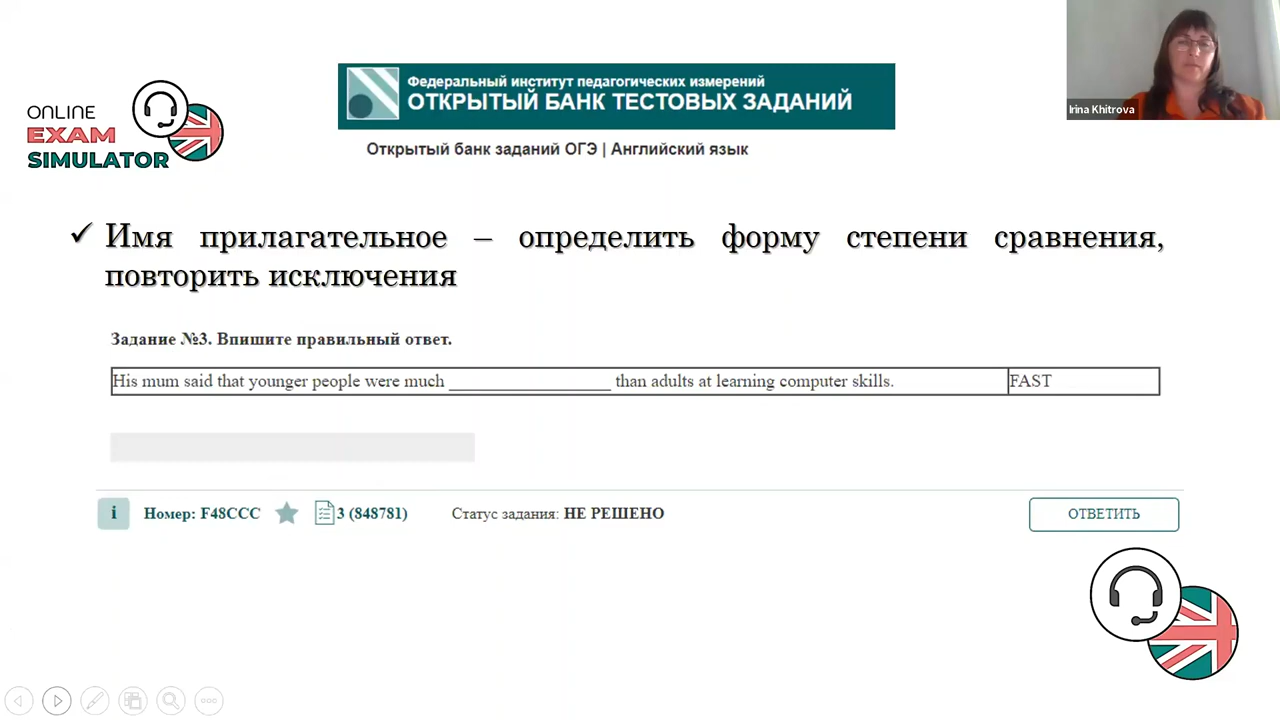 Irina Khitrova
Федеральный институт педагогических измерений
ОТКРЫТЫЙ БАНК ТЕСТОВЫХ ЗАДАНИЙ
ONLINE
EXAM
SIMULATOR
Открытый банк заданий ОГЭ | Английский язык
✓ Имя прилагательное – определить форму степени сравнения,
повторить исключения
Задание №3. Впишите правильный ответ.
His mum said that younger people were much __________________ than adults at learning computer skills. FAST
i Номер: F48CCC 3 (848781) Статус задания: НЕ РЕШЕНО ОТВЕТИТЬ